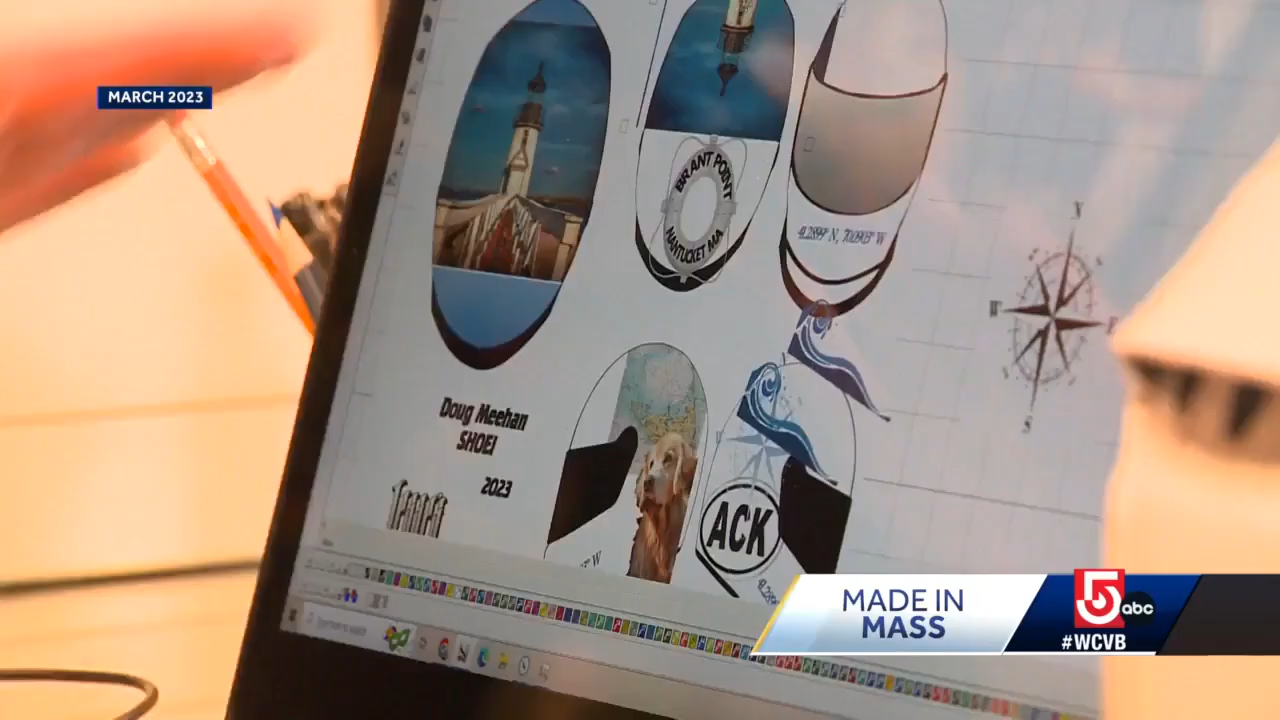 MARCH 2023
BRANT POINT
NANTUCKET MA
N
W
S
Doug Meehan
SHOEI
2023
ACK
W
MADE IN
MASS
5
abc
#WCVB